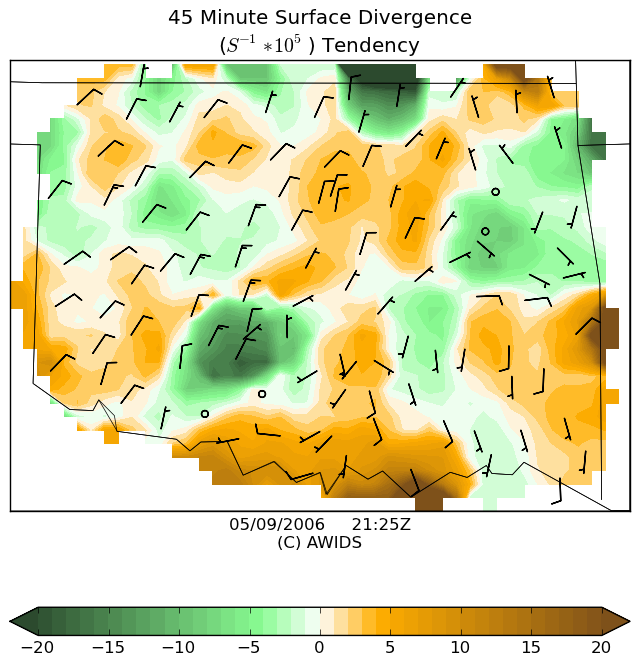 45 Minute Surface Divergence
(S⁻¹ ∗10⁵ ) Tendency
05/09/2006 21:25Z
(C) AWIDS
−20 −15 −10 −5 0 5 10 15 20